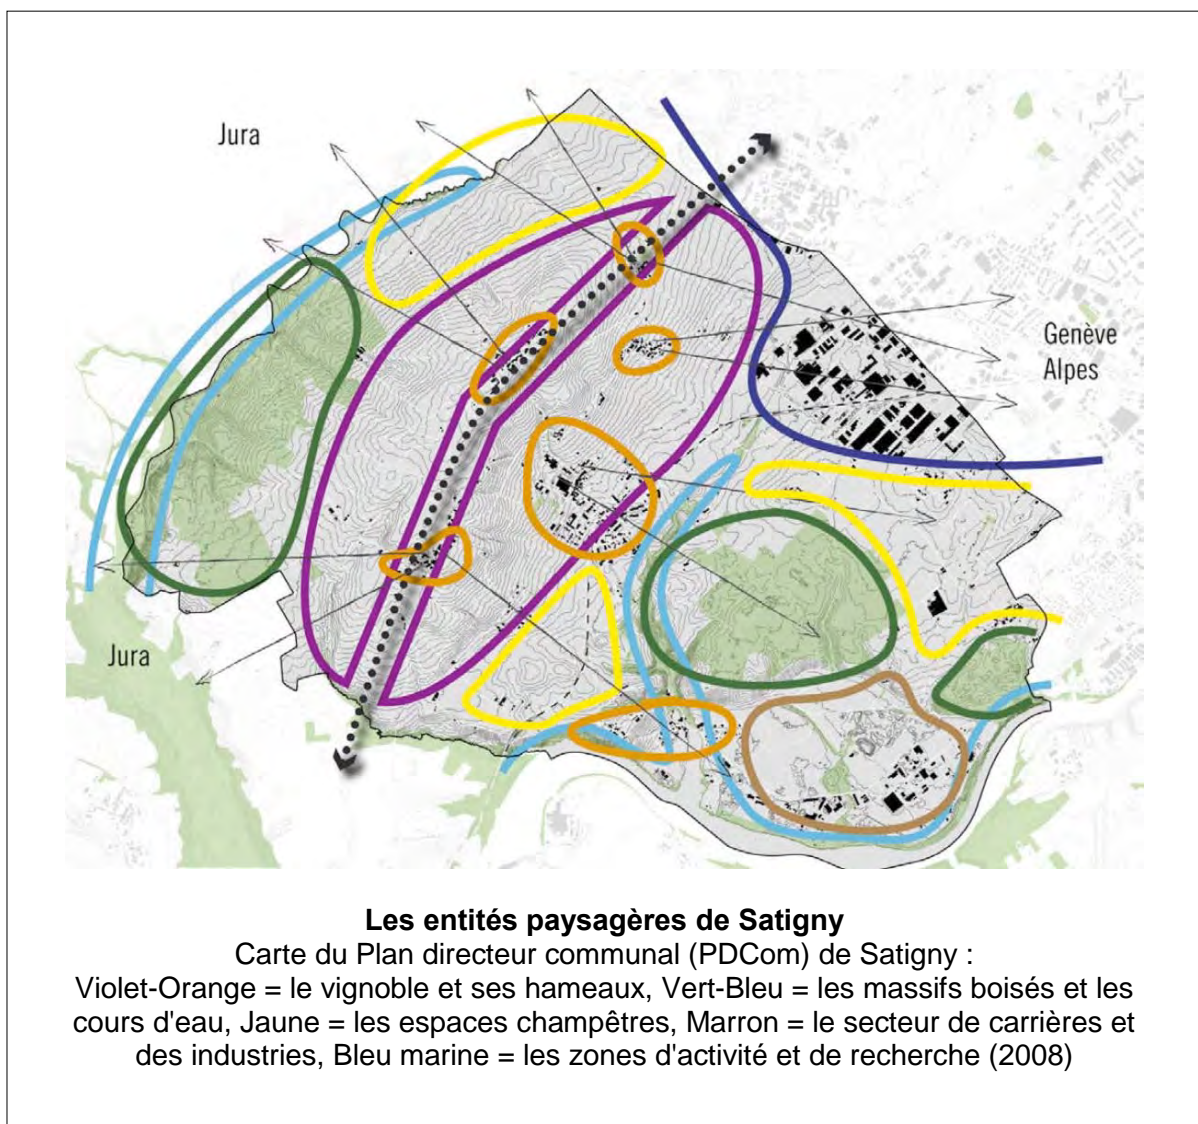 Jura
Genève
Alpes
Jura
Les entités paysagères de Satigny
Carte du Plan directeur communal (PDCom) de Satigny :
Violet-Orange = le vignoble et ses hameaux, Vert-Bleu = les massifs boisés et les
cours d'eau, Jaune = les espaces champêtres, Marron = le secteur de carrières et
des industries, Bleu marine = les zones d'activité et de recherche (2008)